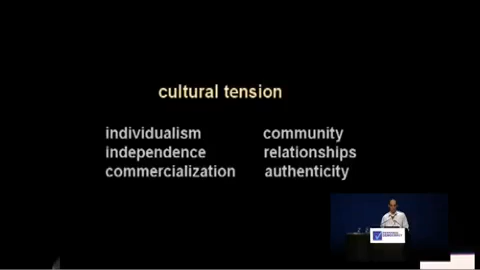 cultural tension
individualism community
independence relationships
commercialization authenticity